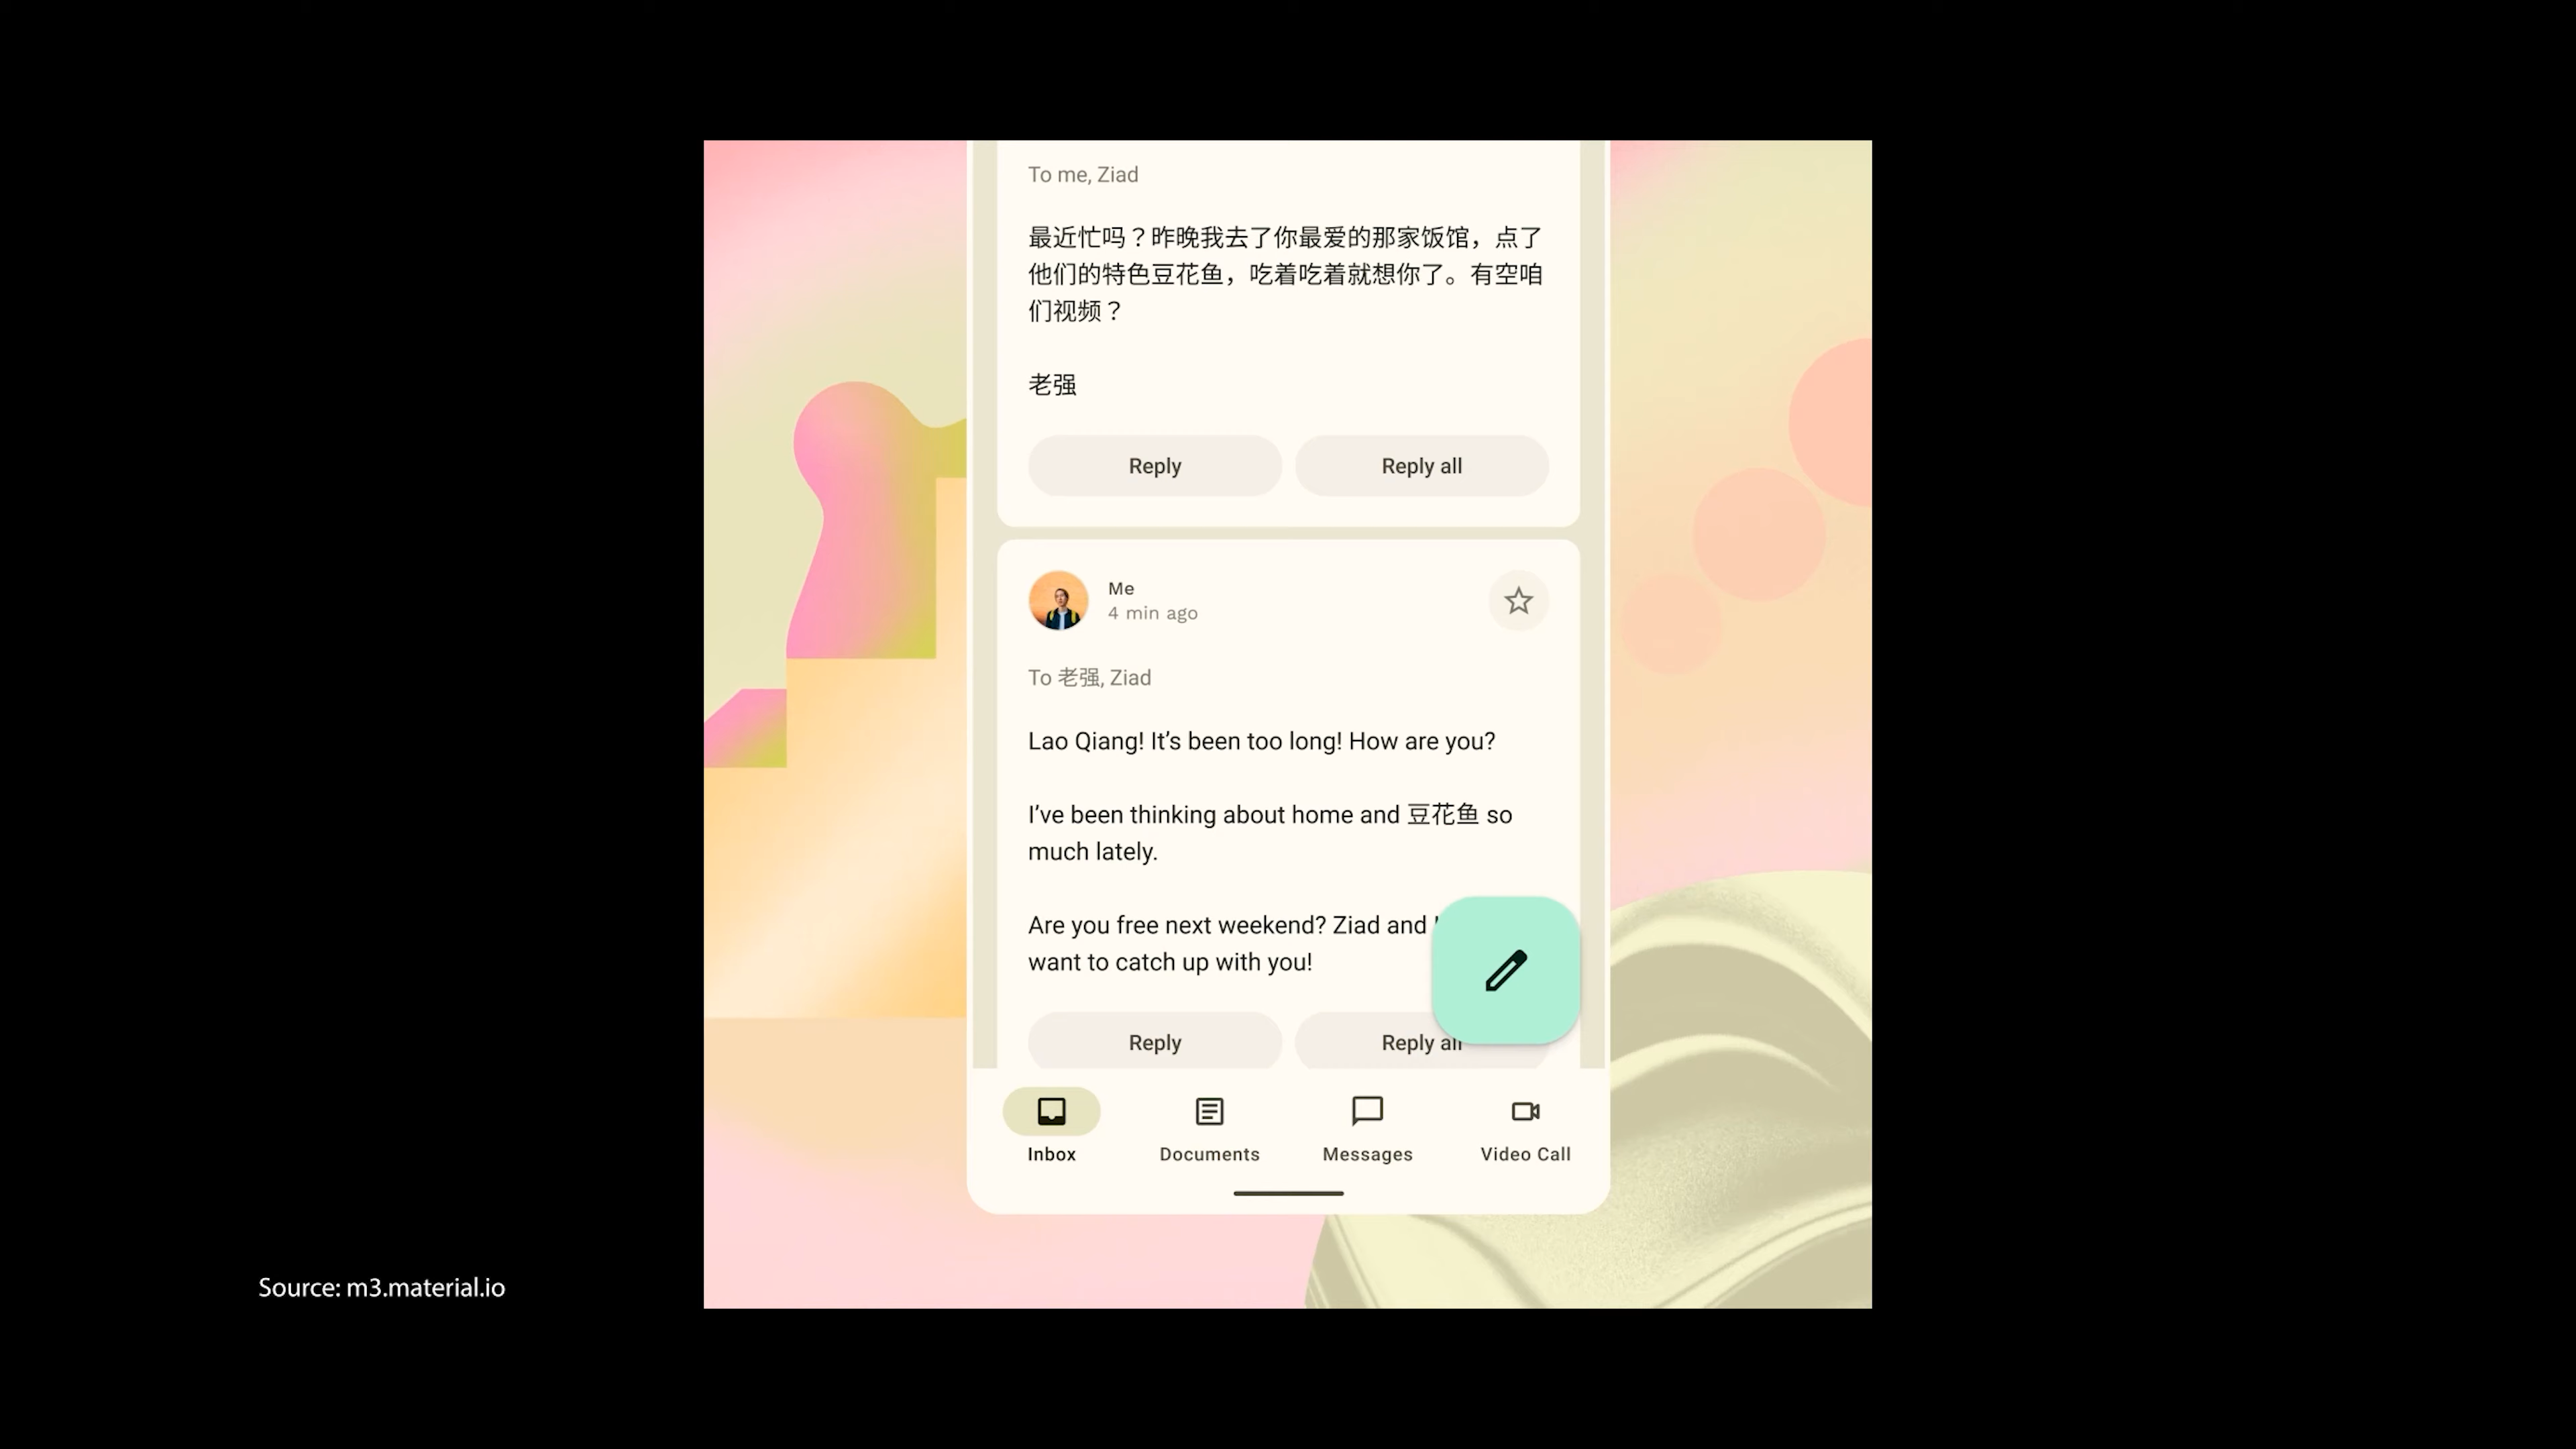 To me, Ziad
最近忙吗？昨晚我去了你最爱的那家饭馆，点了
他们的特色豆花鱼，吃着吃着就想你了。有空咱
们视频？
老强
Reply
Reply all
Me
4 min ago
To 老强, Ziad
Lao Qiang! It’s been too long! How are you?
I’ve been thinking about home and 豆花鱼 so
much lately.
Are you free next weekend? Ziad and
want to catch up with you!
Reply
Reply all
Inbox
Documents
Messages
Video Call
Source: m3.material.io